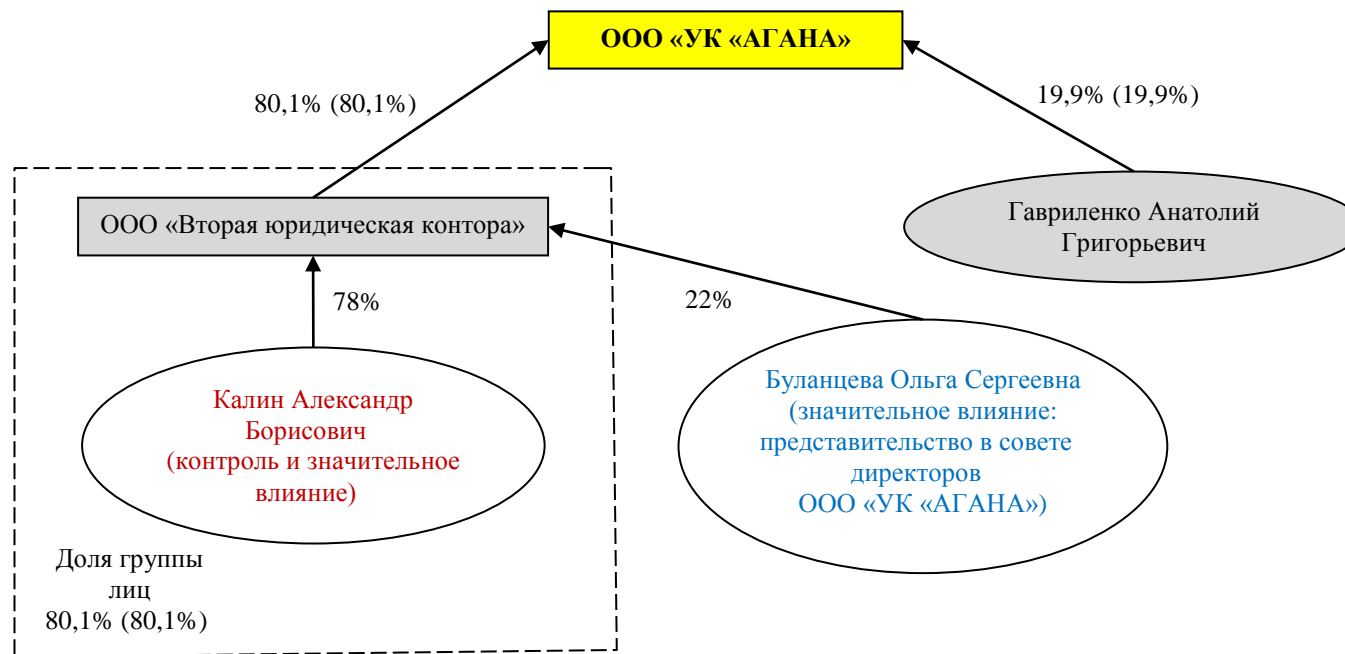 ООО «УК «АГАНА»
80,1% (80,1%)
19,9% (19,9%)
ООО «Вторая юридическая контора»
Гавриленко Анатолий
Григорьевич
78%
22%
Калин Александр
Борисович
(контроль и значительное
влияние)
Буланцева Ольга Сергеевна
(значительное влияние:
представительство в совете
директоров
ООО «УК «АГАНА»)
Доля группы
лиц
80,1% (80,1%)